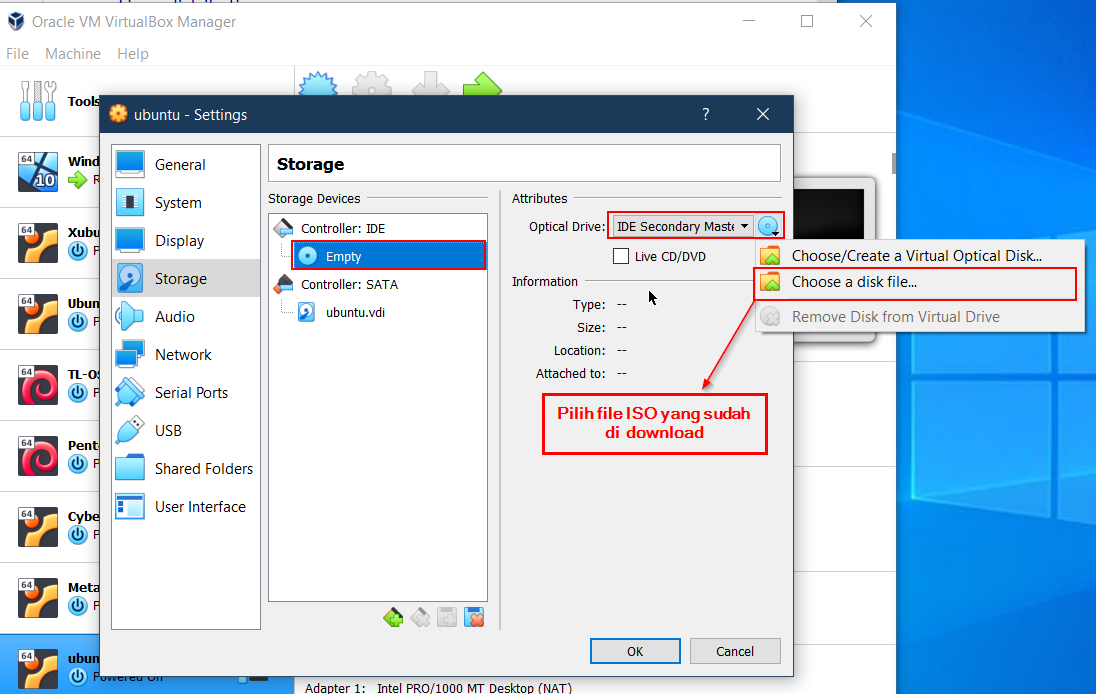 Oracle VM VirtualBox Manager
File Machine Help
Tools
64
10
Wind
R
64
Xubu
P
64
Ubun
P
64
TL-OS
P
64
Pent
P
64
Cybe
P
64
Meta
P
64
ubun
Powered Off
ubuntu - Settings
?
General
System
Display
Storage
Audio
Network
Serial Ports
USB
Shared Folders
User Interface
Storage
Storage Devices
Controller: IDE
Empty
Controller: SATA
ubuntu.vdi
Attributes
Optical Drive: IDE Secondary Maste
Live CD/DVD
Information
Type: --
Size: --
Location: --
Attached to: --
Choose/Create a Virtual Optical Disk...
Choose a disk file...
Remove Disk from Virtual Drive
Pilih file ISO yang sudah
di download
OK Cancel
Adapter 1: Intel PRO/1000 MT Desktop (NAT)